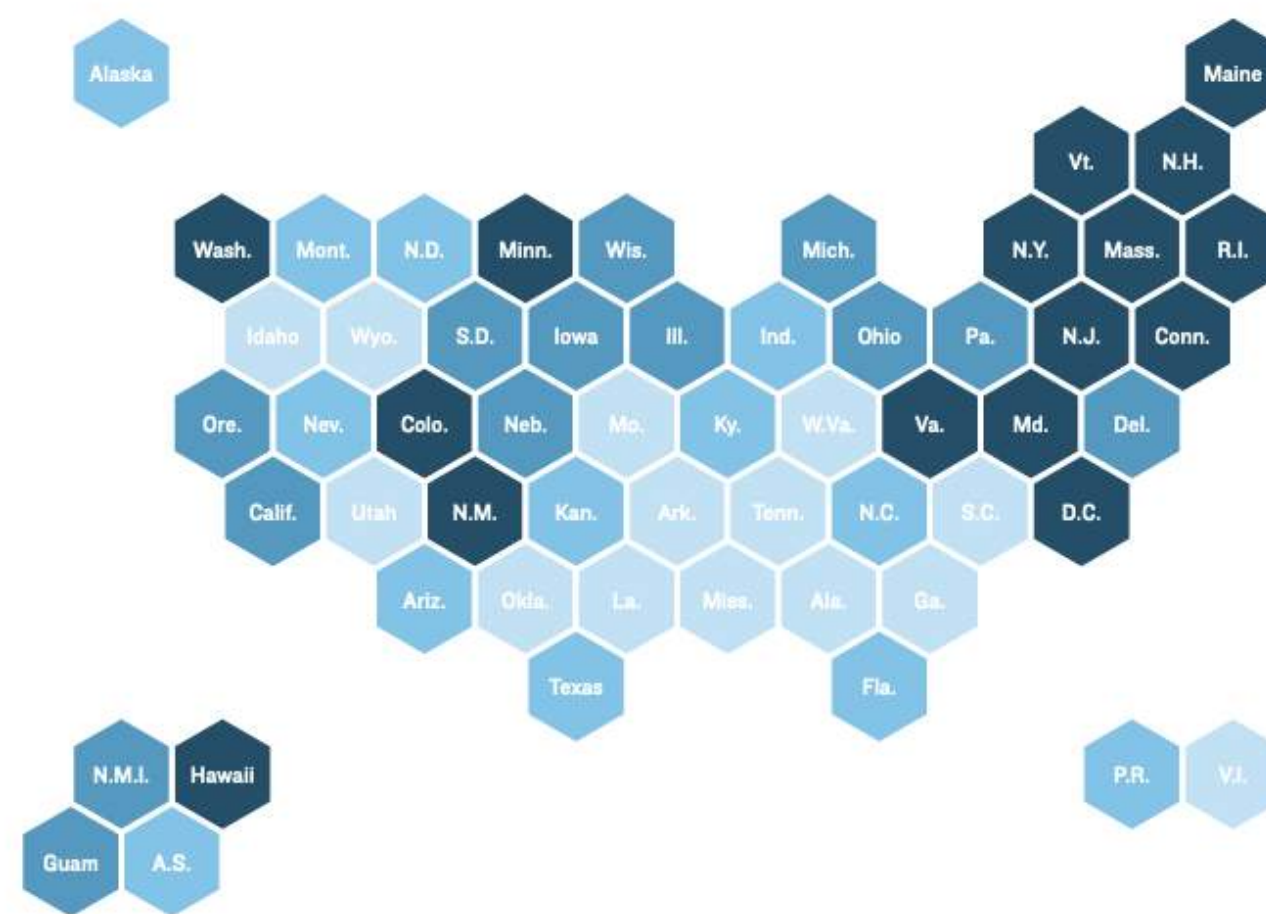 Alaska
Maine
Vt. N.H.
Wash. Mont. N.D. Minn. Wis. Mich. N.Y. Mass. R.I.
Idaho Wyo. S.D. Iowa Ill. Ind. Ohio Pa. N.J. Conn.
Ore. Nev. Colo. Neb. Mo. Ky. W.Va. Va. Md. Del.
Calif. Utah N.M. Kan. Ark. Tenn. N.C. S.C. D.C.
Ariz. Okla. La. Miss. Ala. Ga.
Texas Fla.
N.M.I. Hawaii P.R. V.I.
Guam A.S.